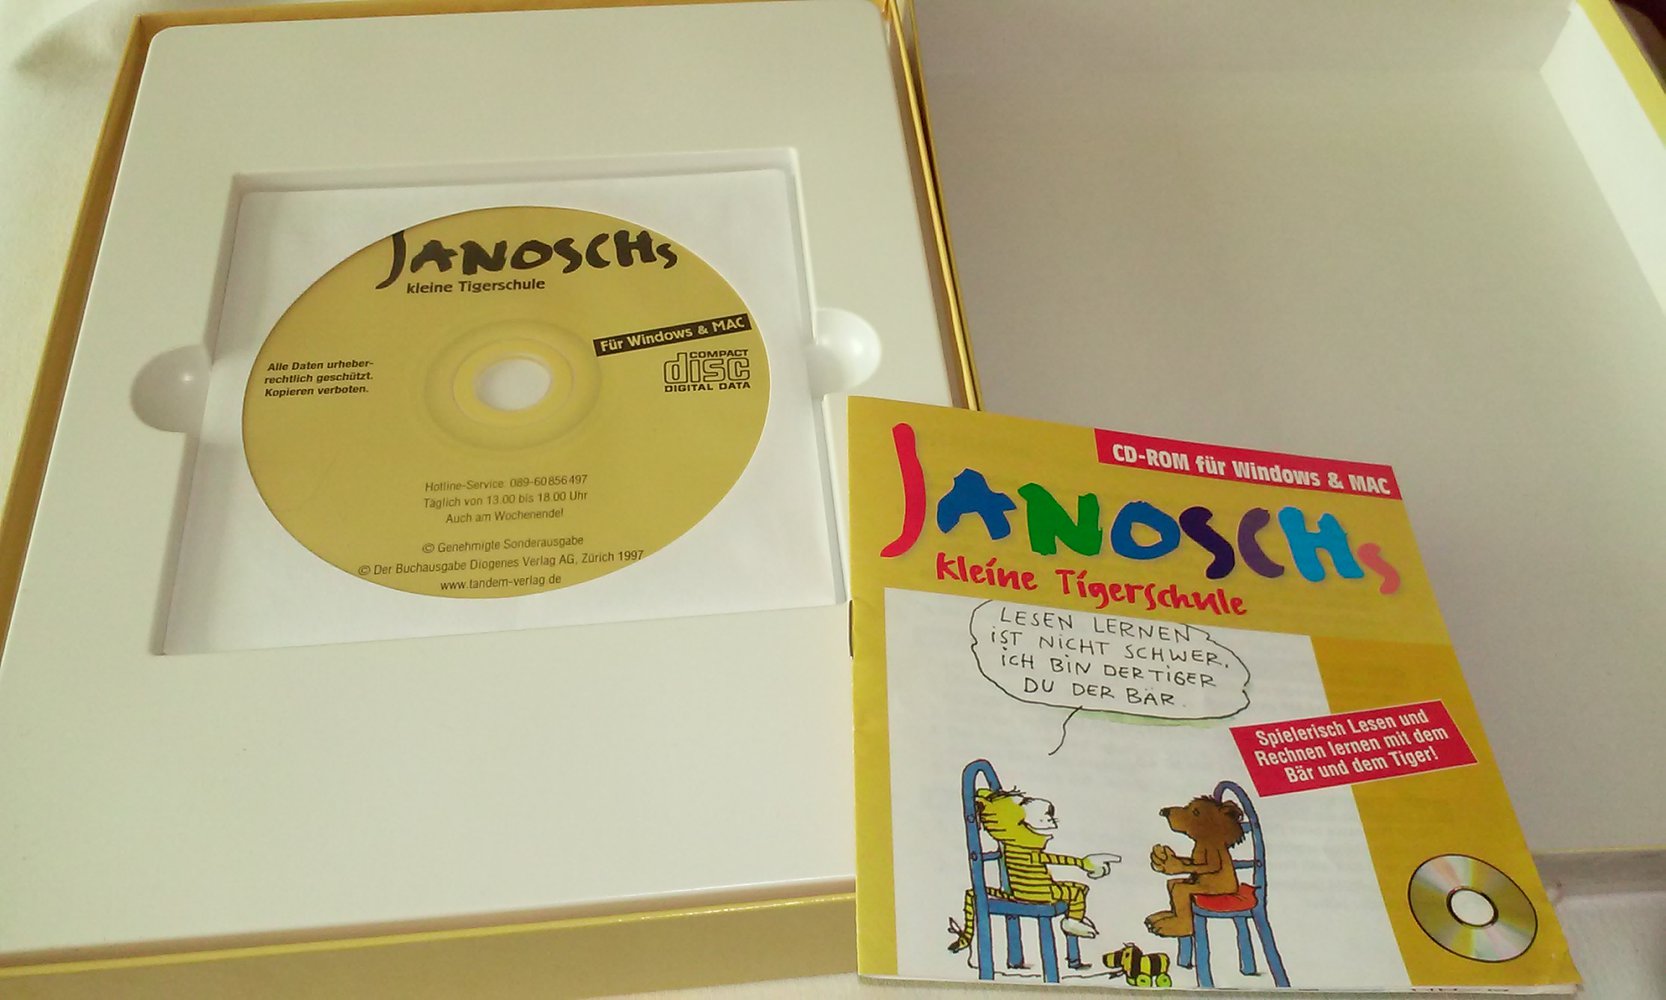 JANOSCHs
kleine Tigerschule
Für Windows & MAC
COMPACT
disc
DIGITAL DATA
Alle Daten urheber-
rechtlich geschützt.
Kopieren verboten.
Hotline-Service: 089-60856497
Täglich von 13.00 bis 18.00 Uhr
Auch am Wochenende!
© Genehmigte Sonderausgabe
© Der Buchausgabe Diogenes Verlag AG, Zürich 1997
www.tandem-verlag.de
CD-ROM für Windows & MAC
JANOSCHs
kleine Tigerschule
LESEN LERNEN
iST NiCHT SCHWER.
iCH BiN DER TiGER
DU DER BÄR.
Spielerisch Lesen und
Rechnen lernen mit dem
Bär und dem Tiger!